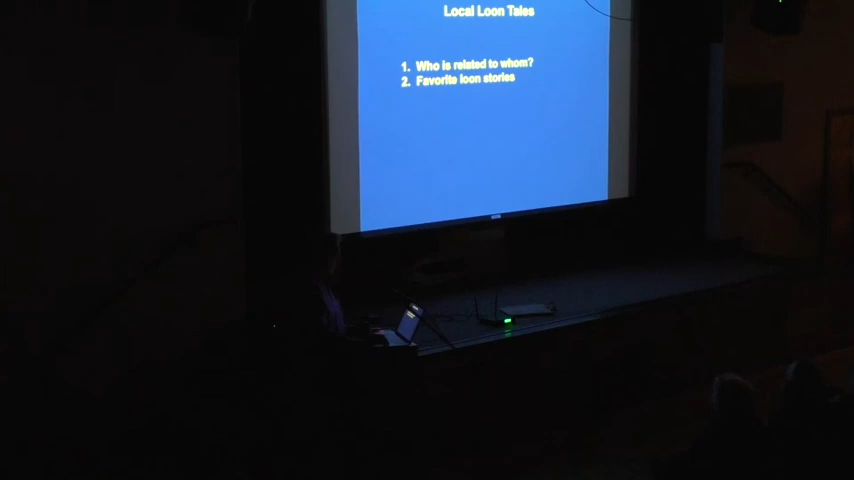 Local Loon Tales
1. Who is related to whom?
2. Favorite loon stories